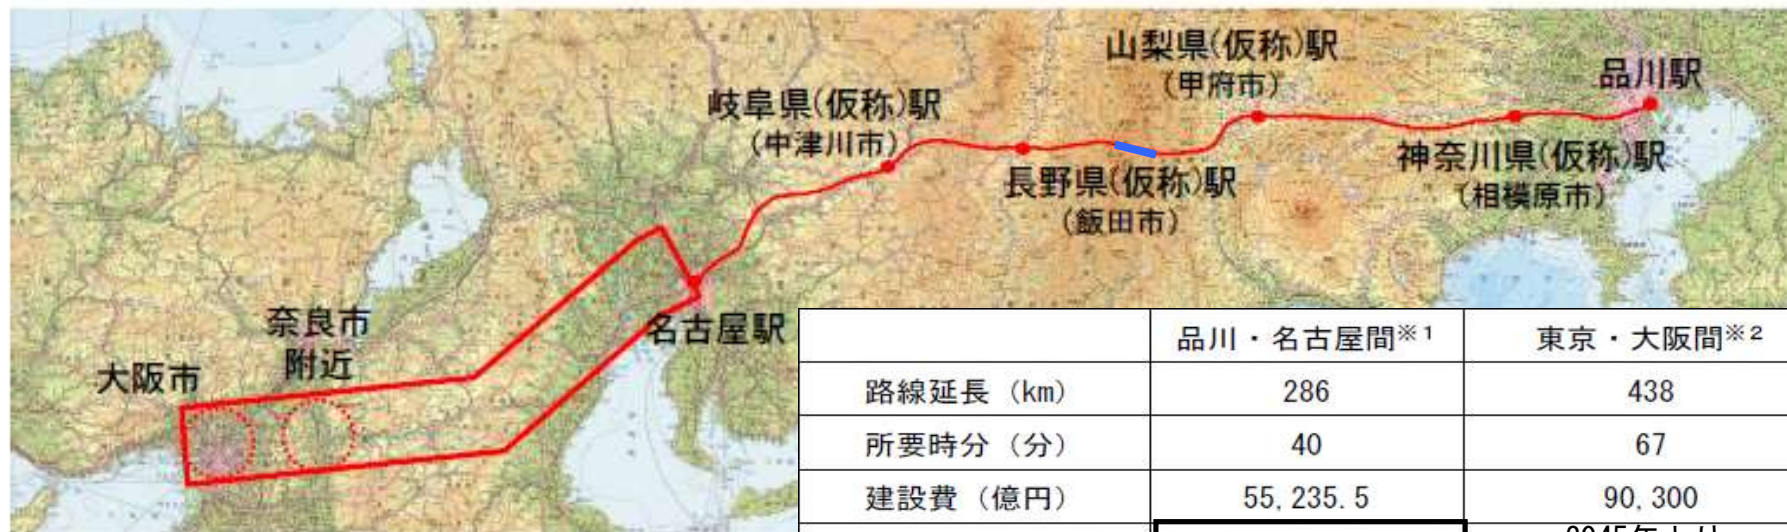 山梨県(仮称)駅
(甲府市)
品川駅
岐阜県(仮称)駅
(中津川市)
神奈川県(仮称)駅
(相模原市)
長野県(仮称)駅
(飯田市)
奈良市
附近
名古屋駅
大阪市
品川・名古屋間※1 東京・大阪間※2
路線延長(km) 286 438
所要時分(分) 40 67
建設費(億円) 55,235.5 90,300